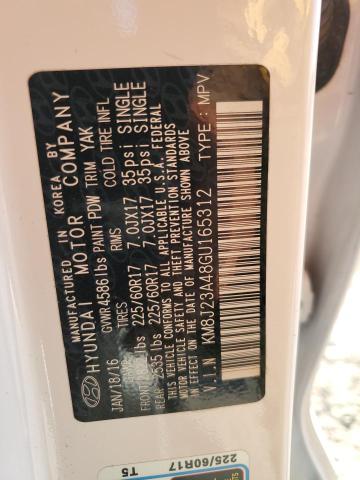 MANUFACTURED IN KOREA BY
HYUNDAI MOTOR COMPANY
GVWR4586lbs PAINT PDW TRIM YAK
JAN/18/16 TIRES RIMS COLD TIRE INFL
FRONT lbs 225/60R17 7.0JX17 35psi SINGLE
REAR 2535lbs 225/60R17 7.0JX17 35psi SINGLE
THIS VEHICLE CONFORMS TO ALL APPLICABLE U.S.A. FEDERAL
MOTOR VEHICLE SAFETY AND THEFT PREVENTION STANDARDS
IN EFFECT ON THE DATE OF MANUFACTURE SHOWN ABOVE
V.I.N KM8J23A48GU165312 TYPE: MPV
225/60R17
T5